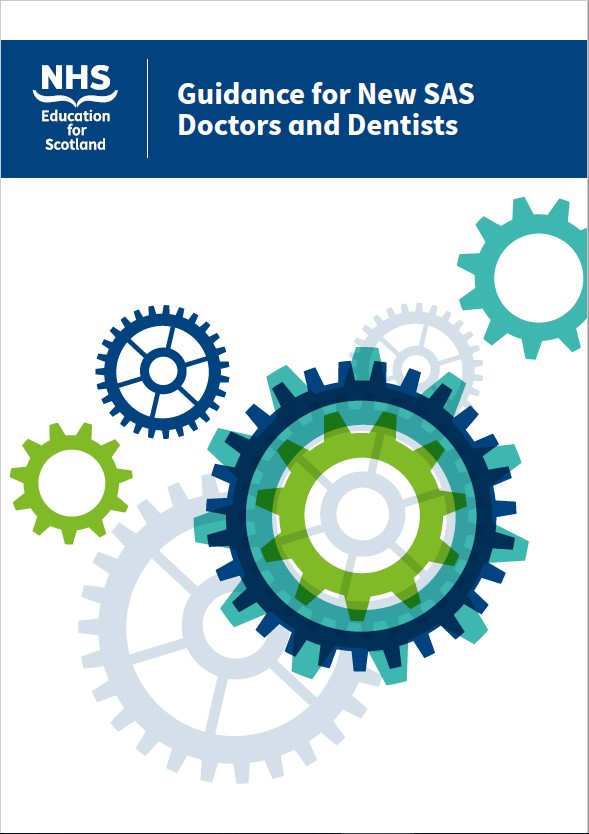 NHS
Education
for
Scotland
Guidance for New SAS
Doctors and Dentists